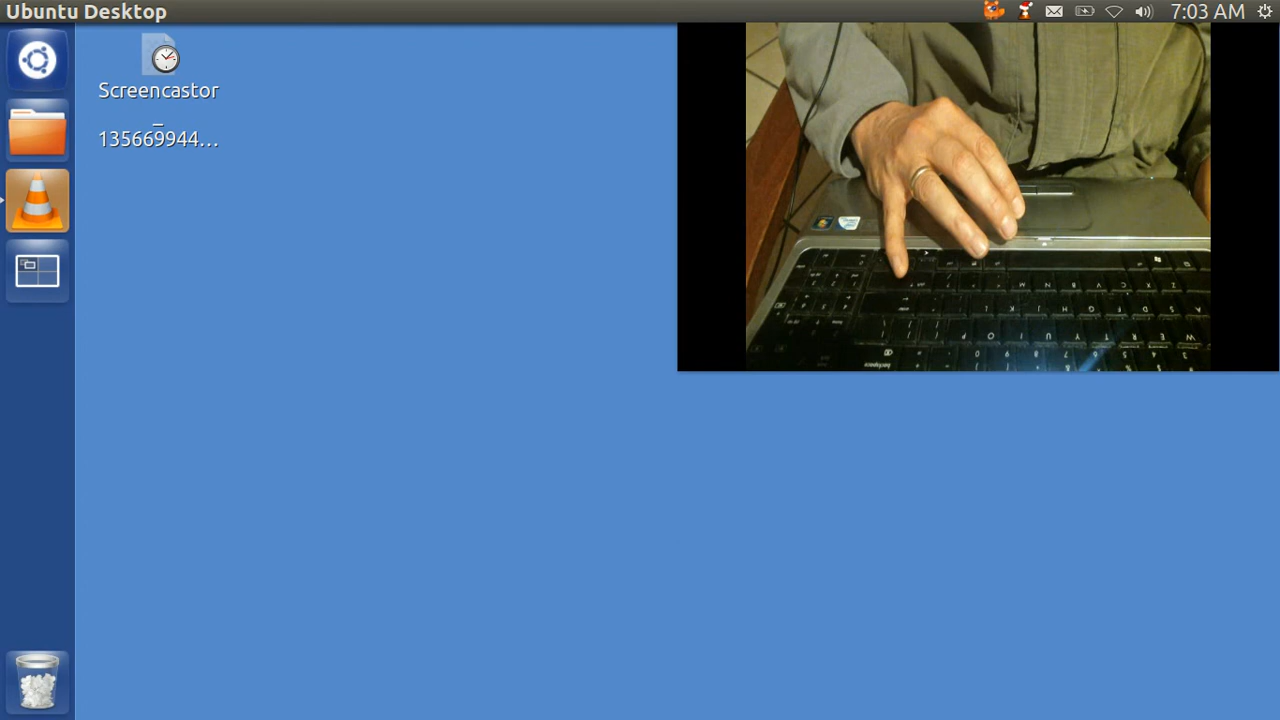 Ubuntu Desktop
7:03 AM
Screencastor
_
135669944...